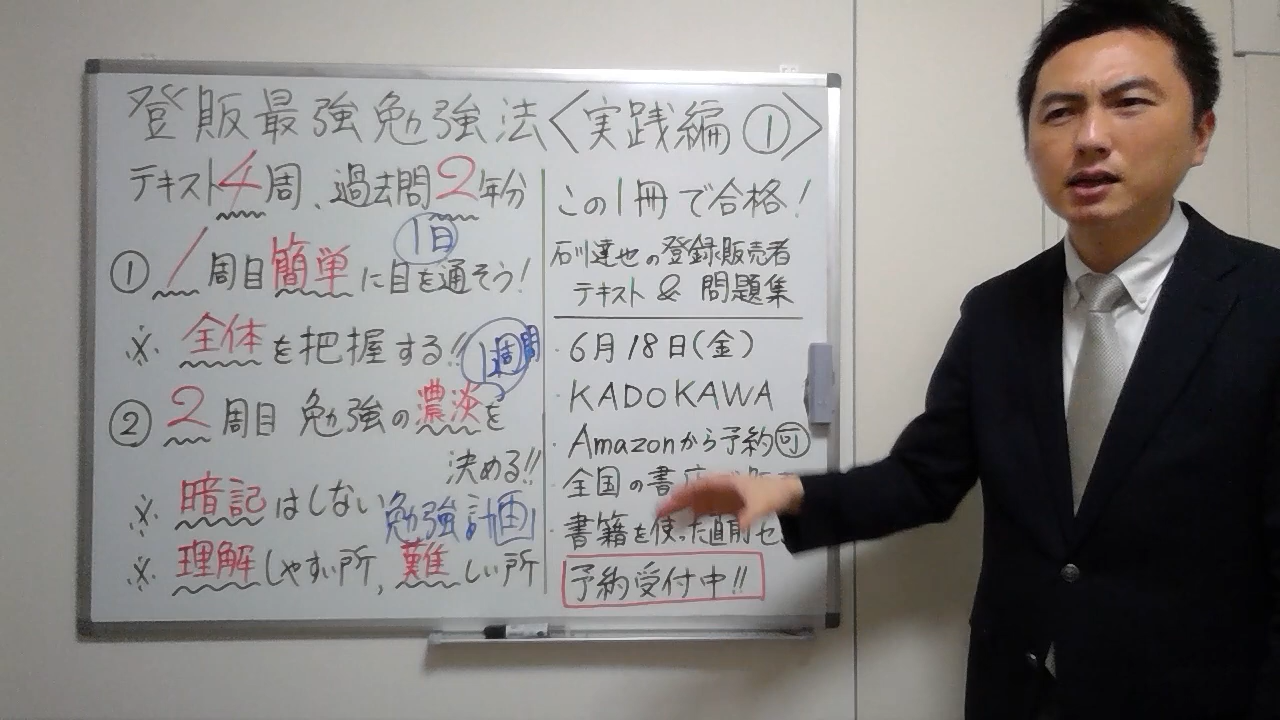 登販最強勉強法〈実践編①〉
テキスト4周、過去問2年分
1日
① 1周目簡単に目を通そう!
※ 全体を把握する!!
1週間
② 2周目 勉強の濃淡を
決める!!
※ 暗記はしない
勉強計画
※ 理解しやすい所、難しい所
この1冊で合格!
石川達也の登録販売者
テキスト & 問題集
・6月18日(金)
・KADOKAWA
・Amazonから予約可
・全国の書店
・書籍を使った直前セ
予約受付中!!